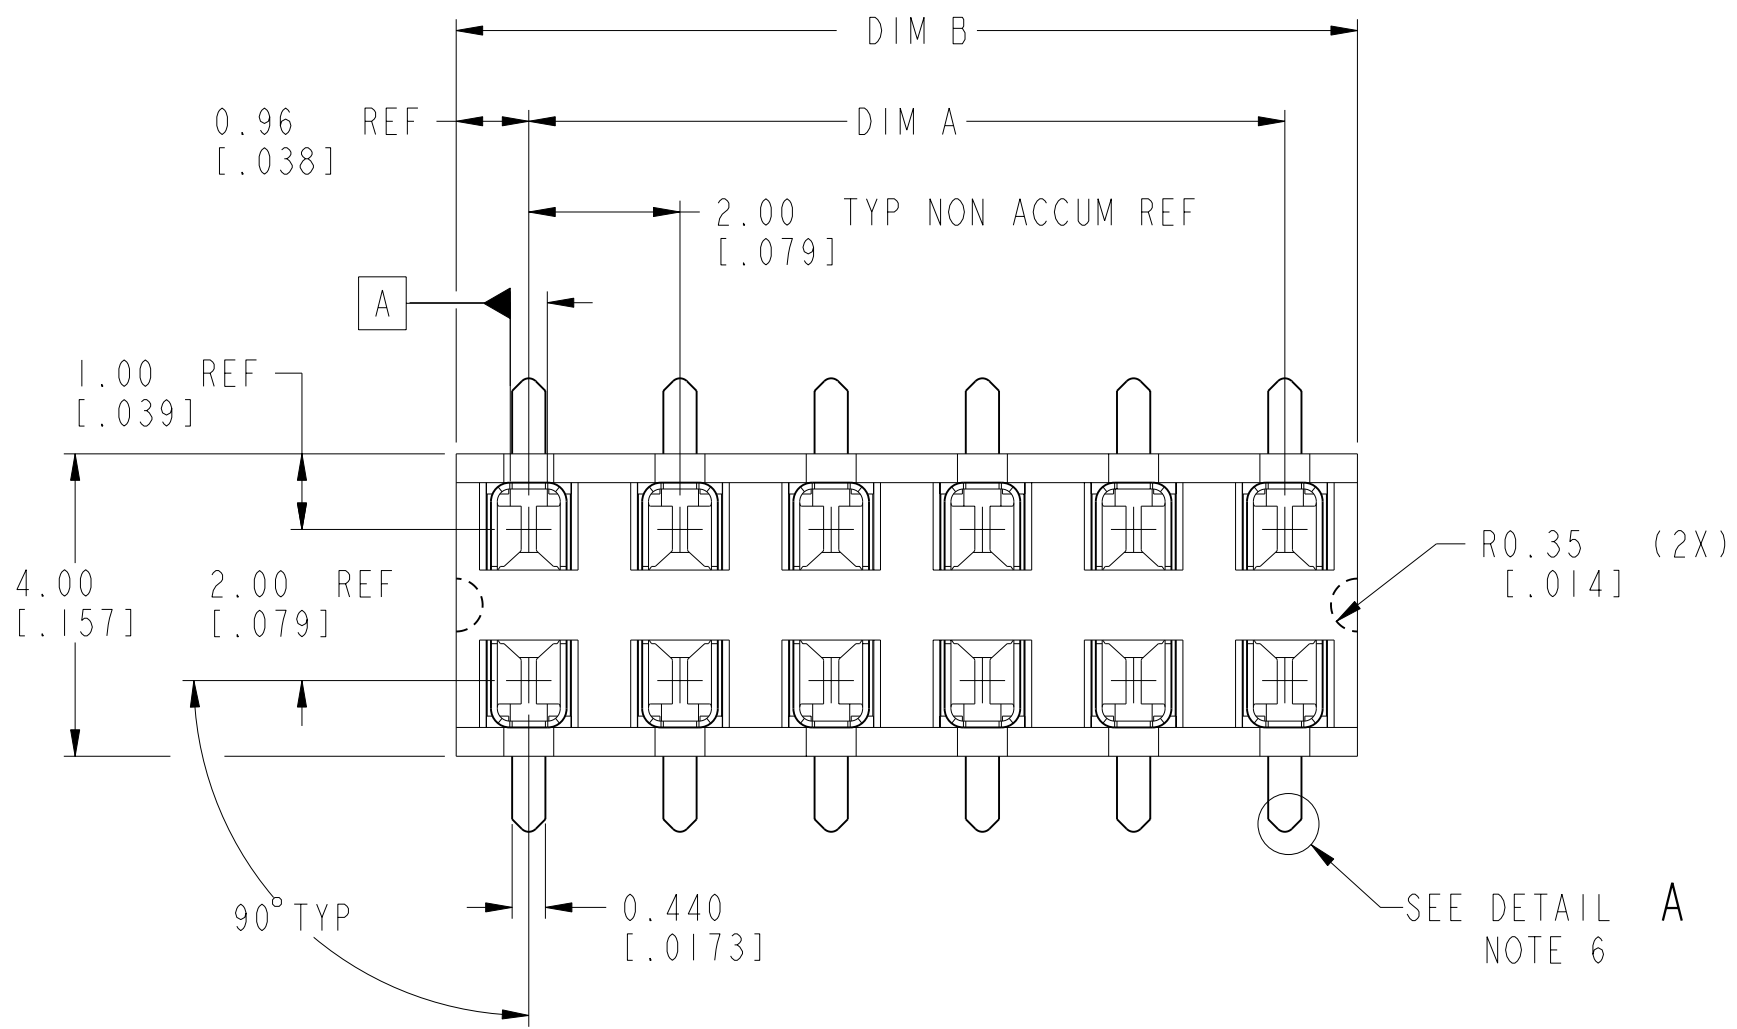 DIM B
0.96 REF
[.038]
DIM A
2.00 TYP NON ACCUM REF
[.079]
A
1.00 REF
[.039]
R0.35 (2X)
[.014]
4.00
[.157]
2.00 REF
[.079]
90° TYP
0.440
[.0173]
SEE DETAIL A
NOTE 6